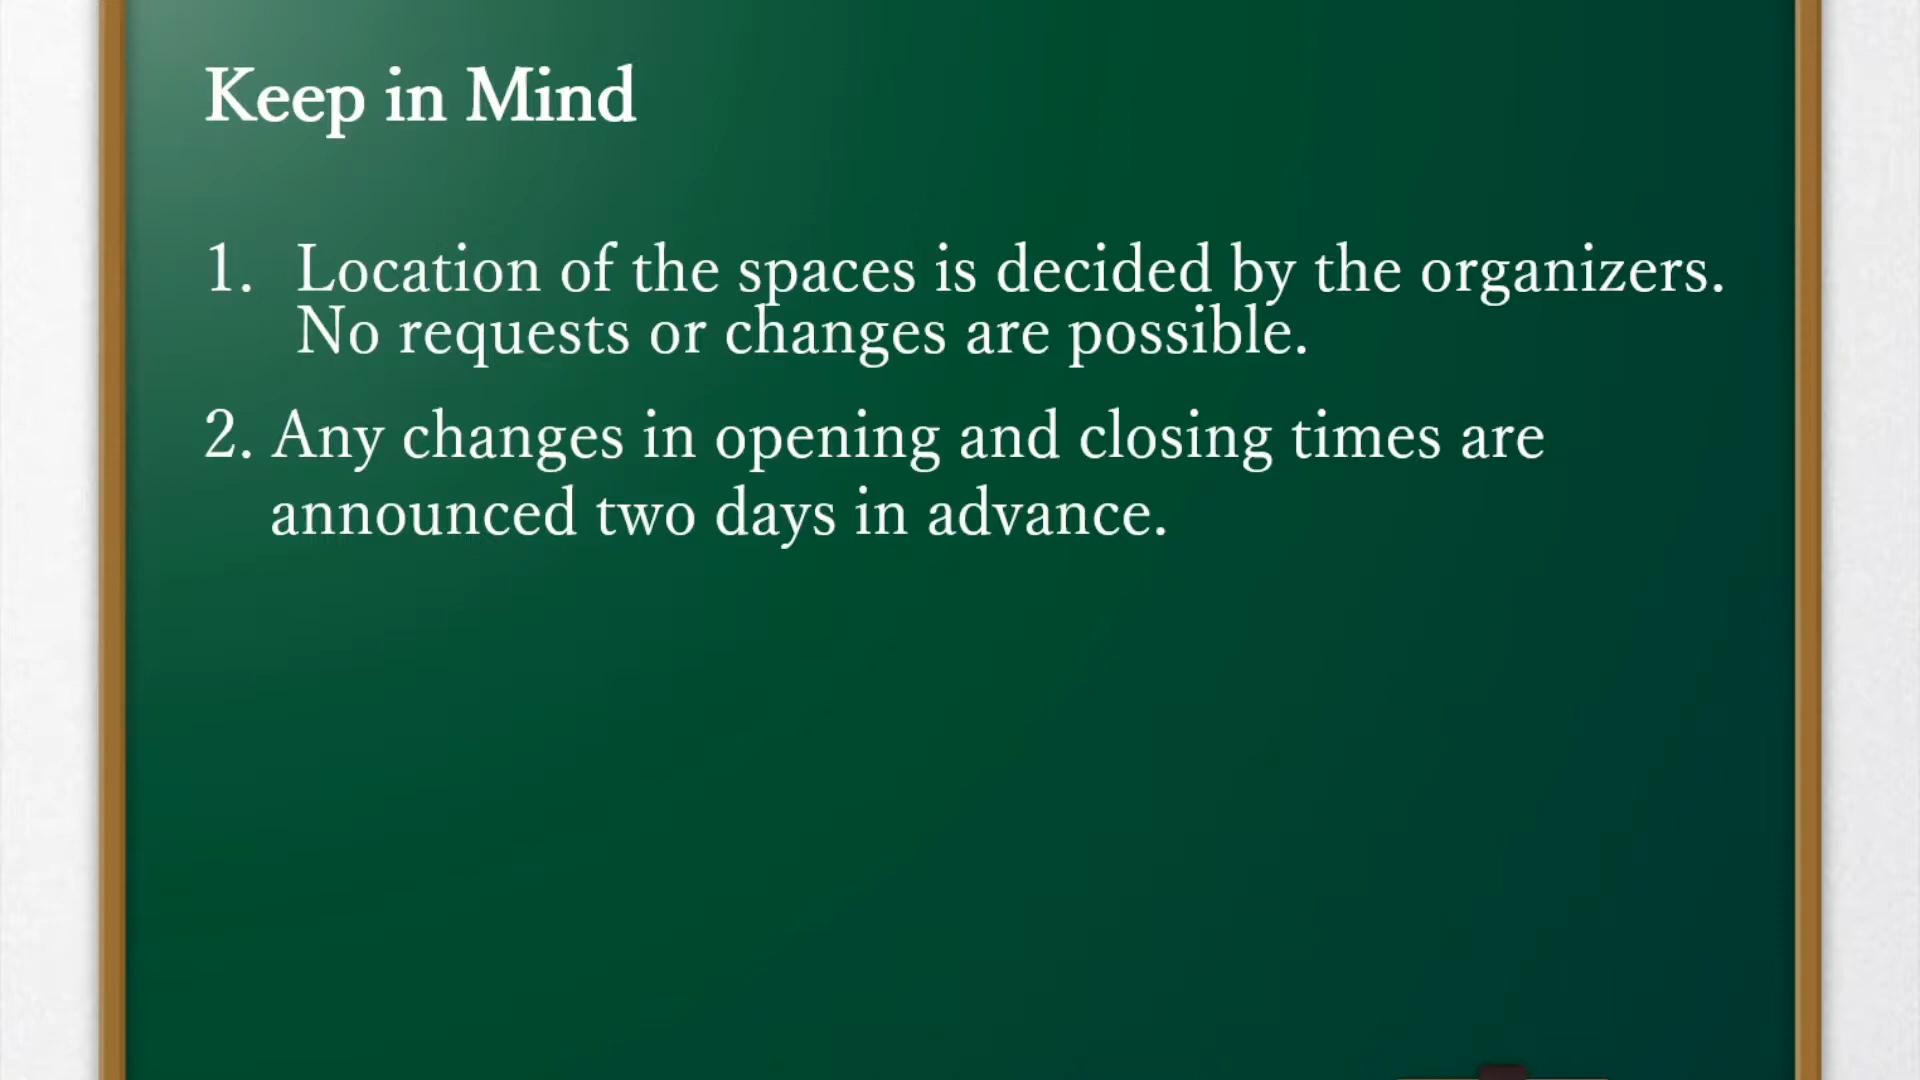 Keep in Mind
1. Location of the spaces is decided by the organizers.
No requests or changes are possible.
2. Any changes in opening and closing times are
announced two days in advance.